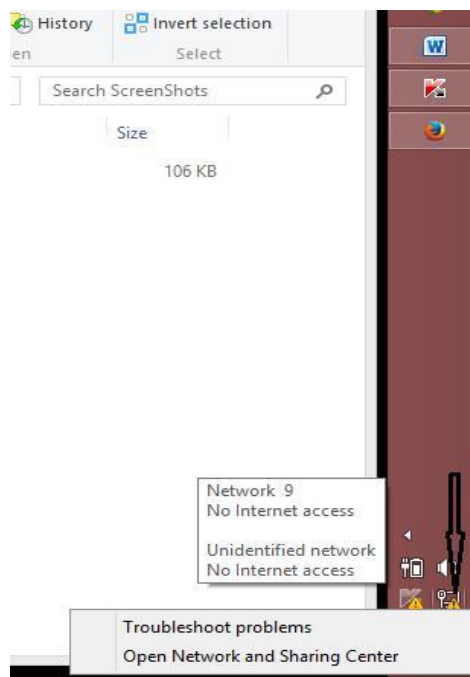 History
Invert selection
en
Select
Search ScreenShots
Size
106 KB
W
Network 9
No Internet access
Unidentified network
No Internet access
Troubleshoot problems
Open Network and Sharing Center